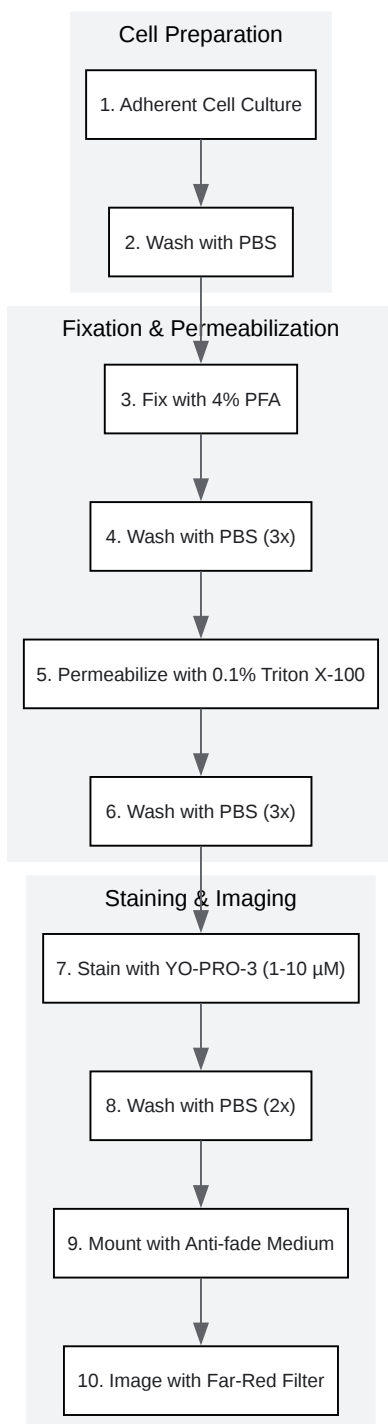 Cell Preparation
1. Adherent Cell Culture
2. Wash with PBS
Fixation & Permeabilization
3. Fix with 4% PFA
4. Wash with PBS (3x)
5. Permeabilize with 0.1% Triton X-100
6. Wash with PBS (3x)
Staining & Imaging
7. Stain with YO-PRO-3 (1-10 µM)
8. Wash with PBS (2x)
9. Mount with Anti-fade Medium
10. Image with Far-Red Filter